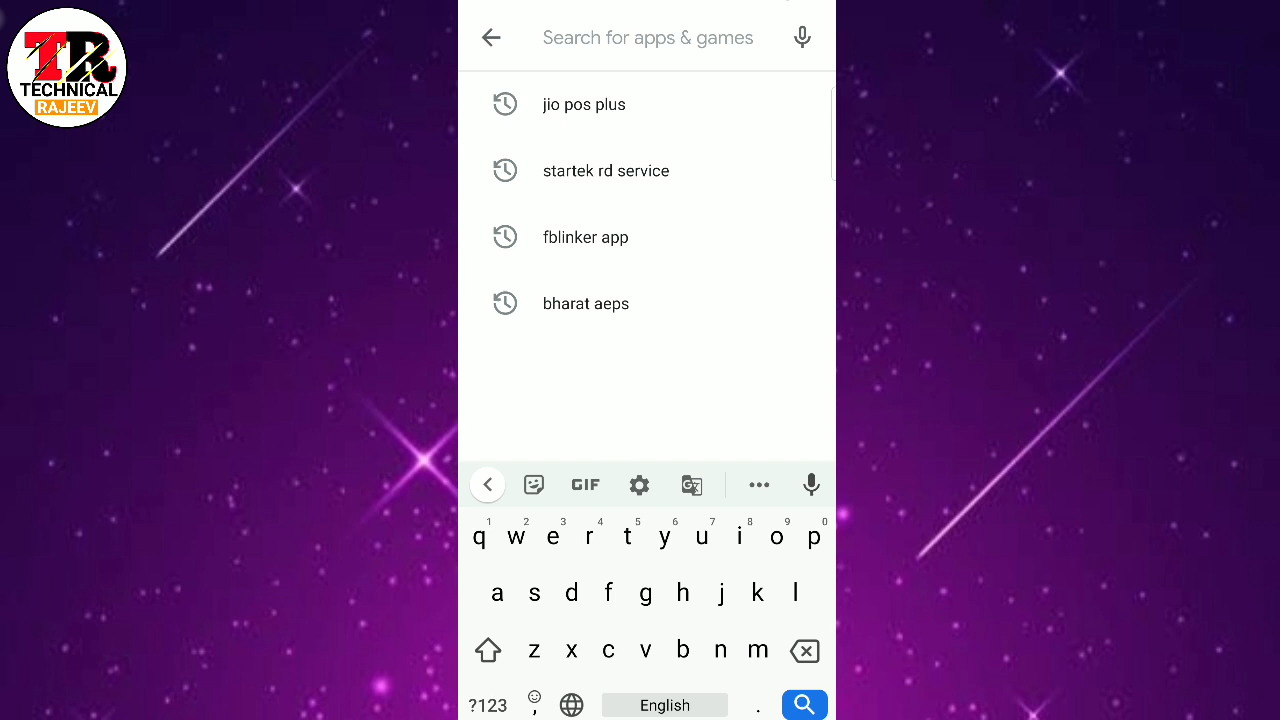 TR
TECHNICAL
RAJEEV
Search for apps & games
jio pos plus
startek rd service
fblinker app
bharat aeps
GIF
G
1 2 3 4 5 6 7 8 9 0
q w e r t y u i o p
a s d f g h j k l
z x c v b n m
?123 , English .